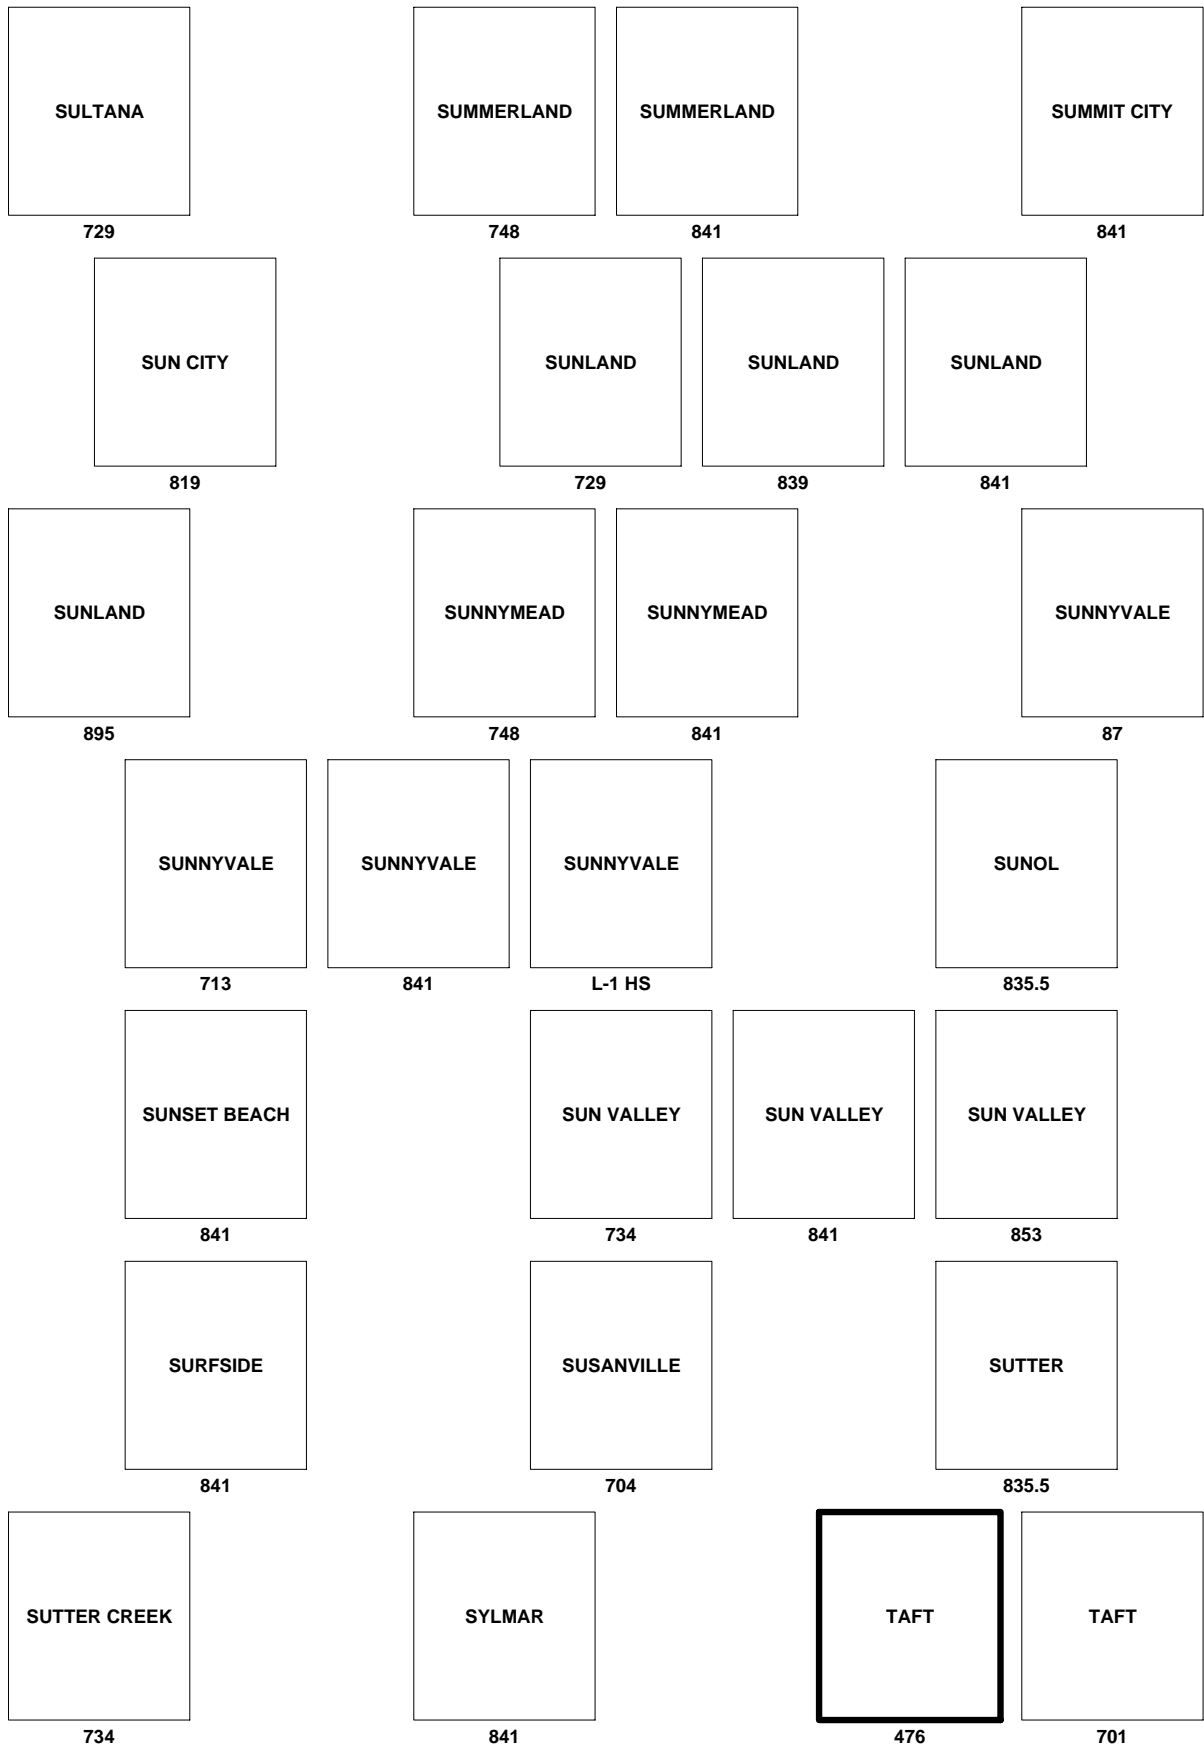 SULTANA SUMMERLAND SUMMERLAND SUMMIT CITY
729 748 841 841
SUN CITY SUNLAND SUNLAND SUNLAND
819 729 839 841
SUNLAND SUNNYMEAD SUNNYMEAD SUNNYVALE
895 748 841 87
SUNNYVALE SUNNYVALE SUNNYVALE SUNOL
713 841 L-1 HS 835.5
SUNSET BEACH SUN VALLEY SUN VALLEY SUN VALLEY
841 734 841 853
SURFSIDE SUSANVILLE SUTTER
841 704 835.5
SUTTER CREEK SYLMAR TAFT TAFT
734 841 476 701